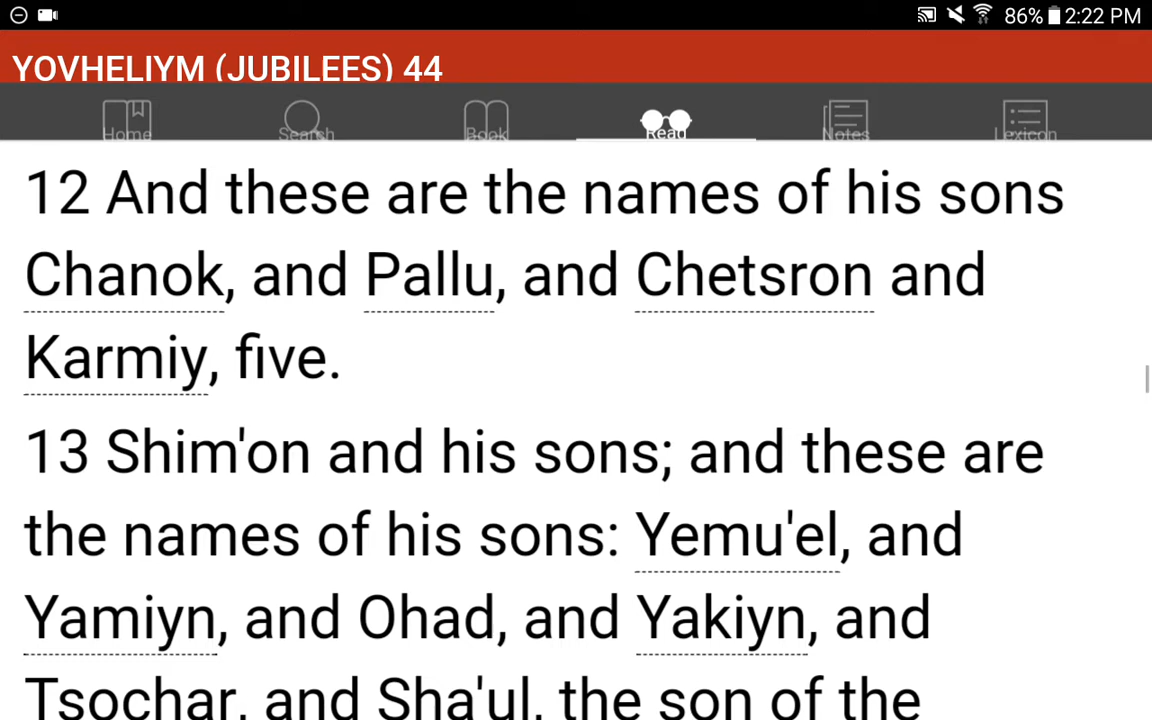 86% 2:22 PM
YOVHELIYM (JUBILEES) 44
Home Search Book Read Notes Lexicon
12 And these are the names of his sons
Chanok, and Pallu, and Chetsron and
Karmiy, five.
13 Shim'on and his sons; and these are
the names of his sons: Yemu'el, and
Yamiyn, and Ohad, and Yakiyn, and
Tsochar, and Sha'ul, the son of the